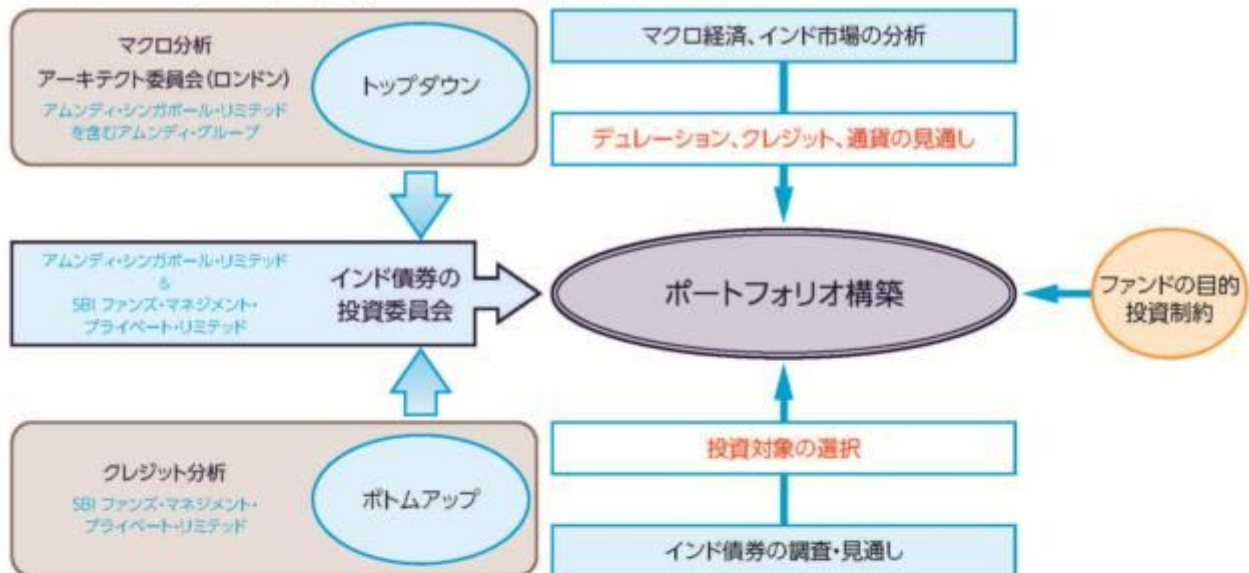 マクロ分析
アーキテクト委員会(ロンドン)
アムンディ・シンガポール・リミテッド
を含むアムンディ・グループ
トップダウン
マクロ経済、インド市場の分析
デュレーション、クレジット、通貨の見通し
アムンディ・シンガポール・リミテッド
&
SBI ファンズ・マネジメント・
プライベート・リミテッド
インド債券の
投資委員会
ポートフォリオ構築
ファンドの目的
投資制約
クレジット分析
SBI ファンズ・マネジメント・
プライベート・リミテッド
ボトムアップ
投資対象の選択
インド債券の調査・見通し